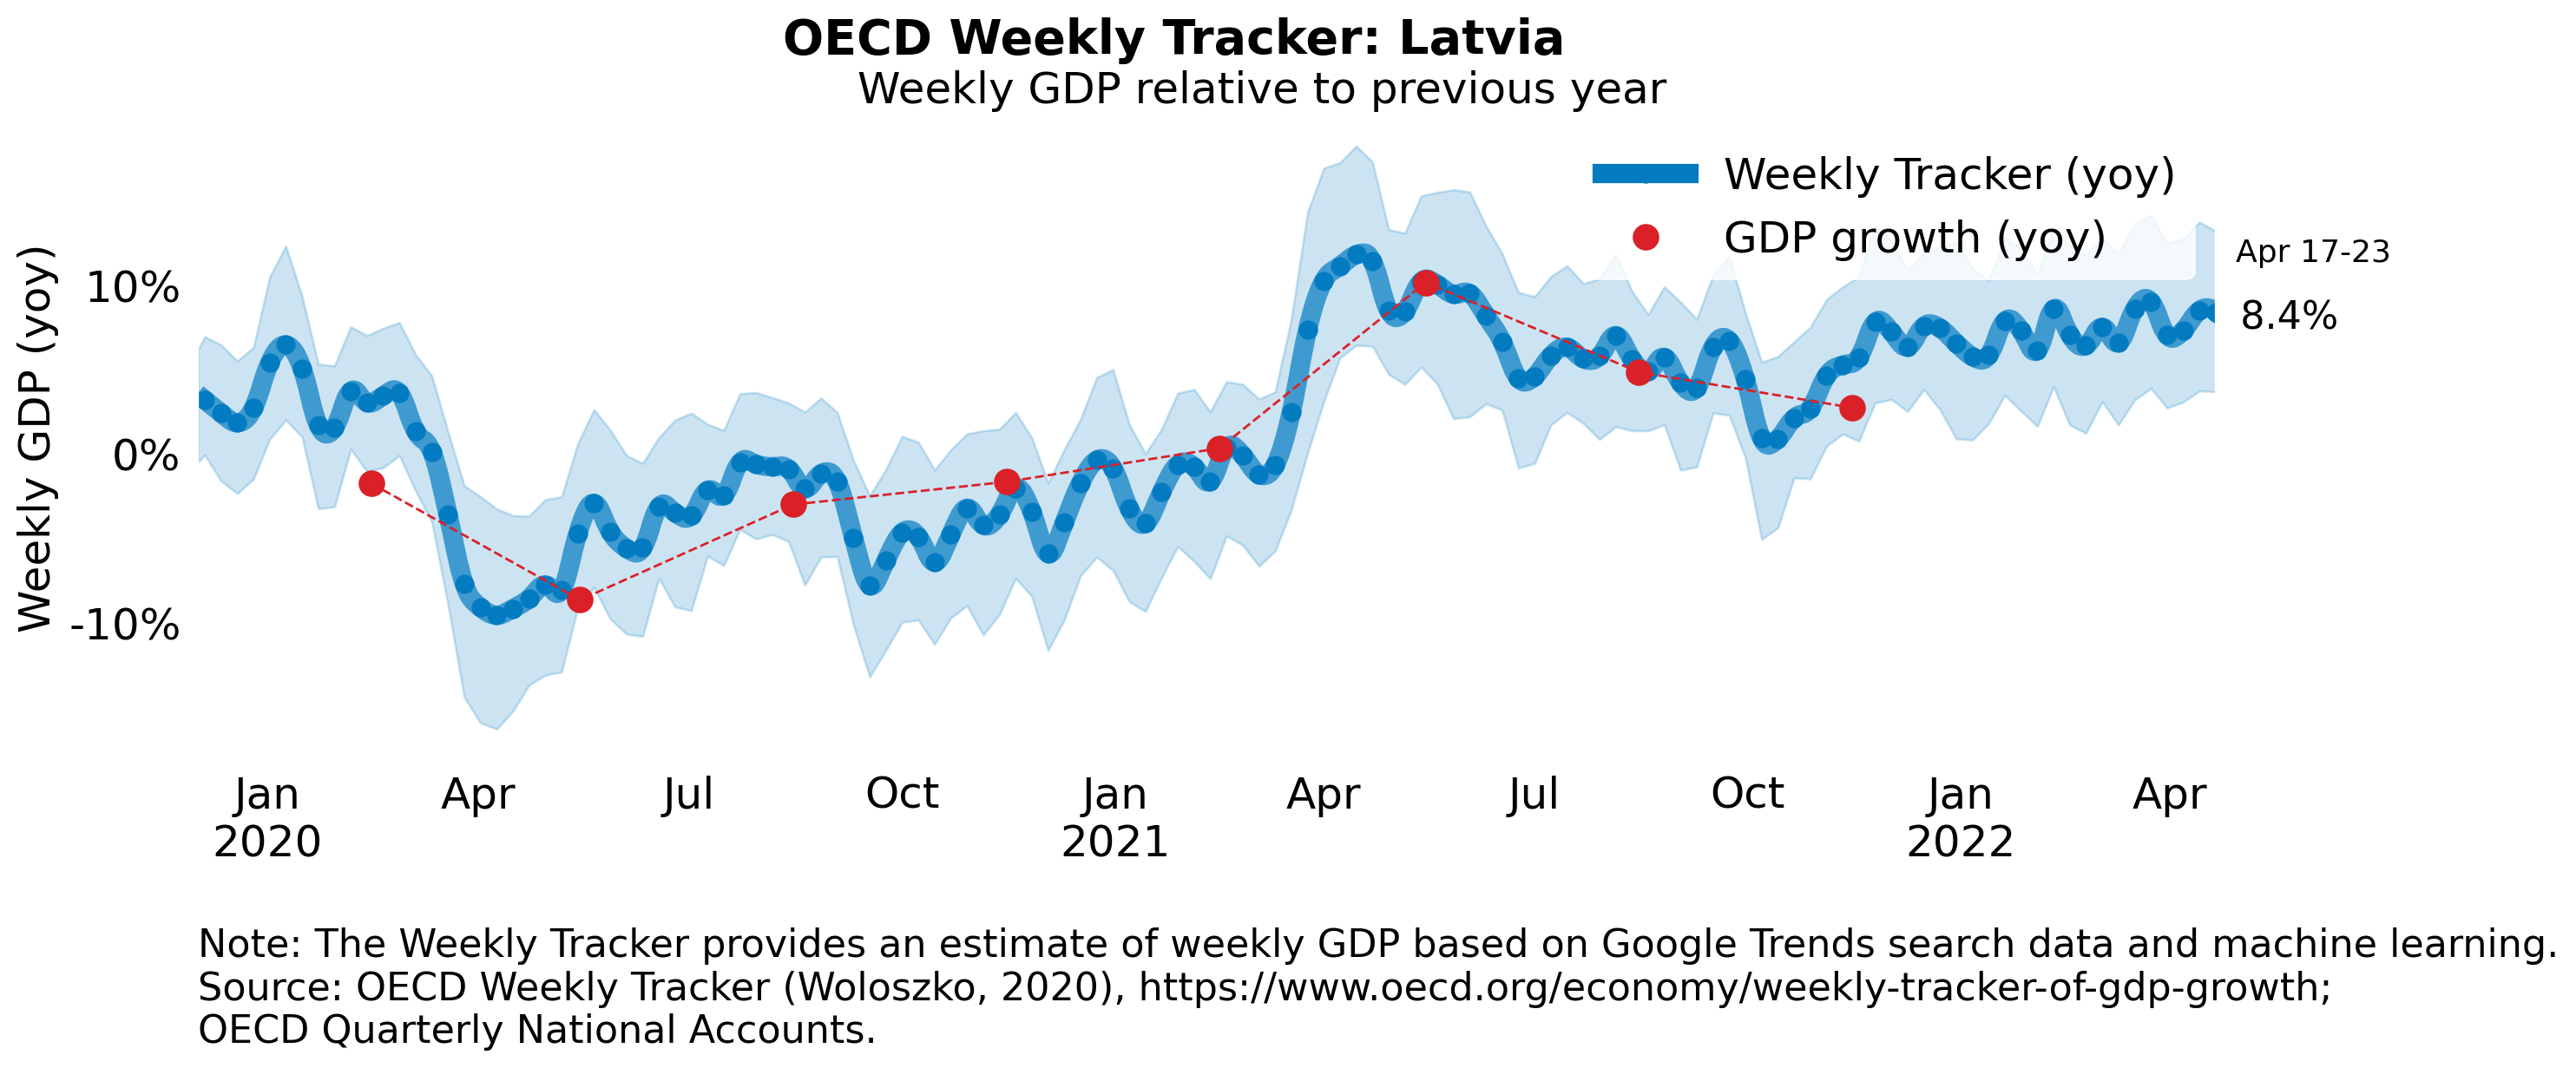 OECD Weekly Tracker: Latvia
Weekly GDP relative to previous year
Weekly Tracker (yoy)
GDP growth (yoy)
Weekly GDP (yoy)
10%
0%
-10%
Apr 17-23
8.4%
Jan Apr Jul Oct Jan Apr Jul Oct Jan Apr
2020 2021 2022
Note: The Weekly Tracker provides an estimate of weekly GDP based on Google Trends search data and machine learning.
Source: OECD Weekly Tracker (Woloszko, 2020), https://www.oecd.org/economy/weekly-tracker-of-gdp-growth;
OECD Quarterly National Accounts.